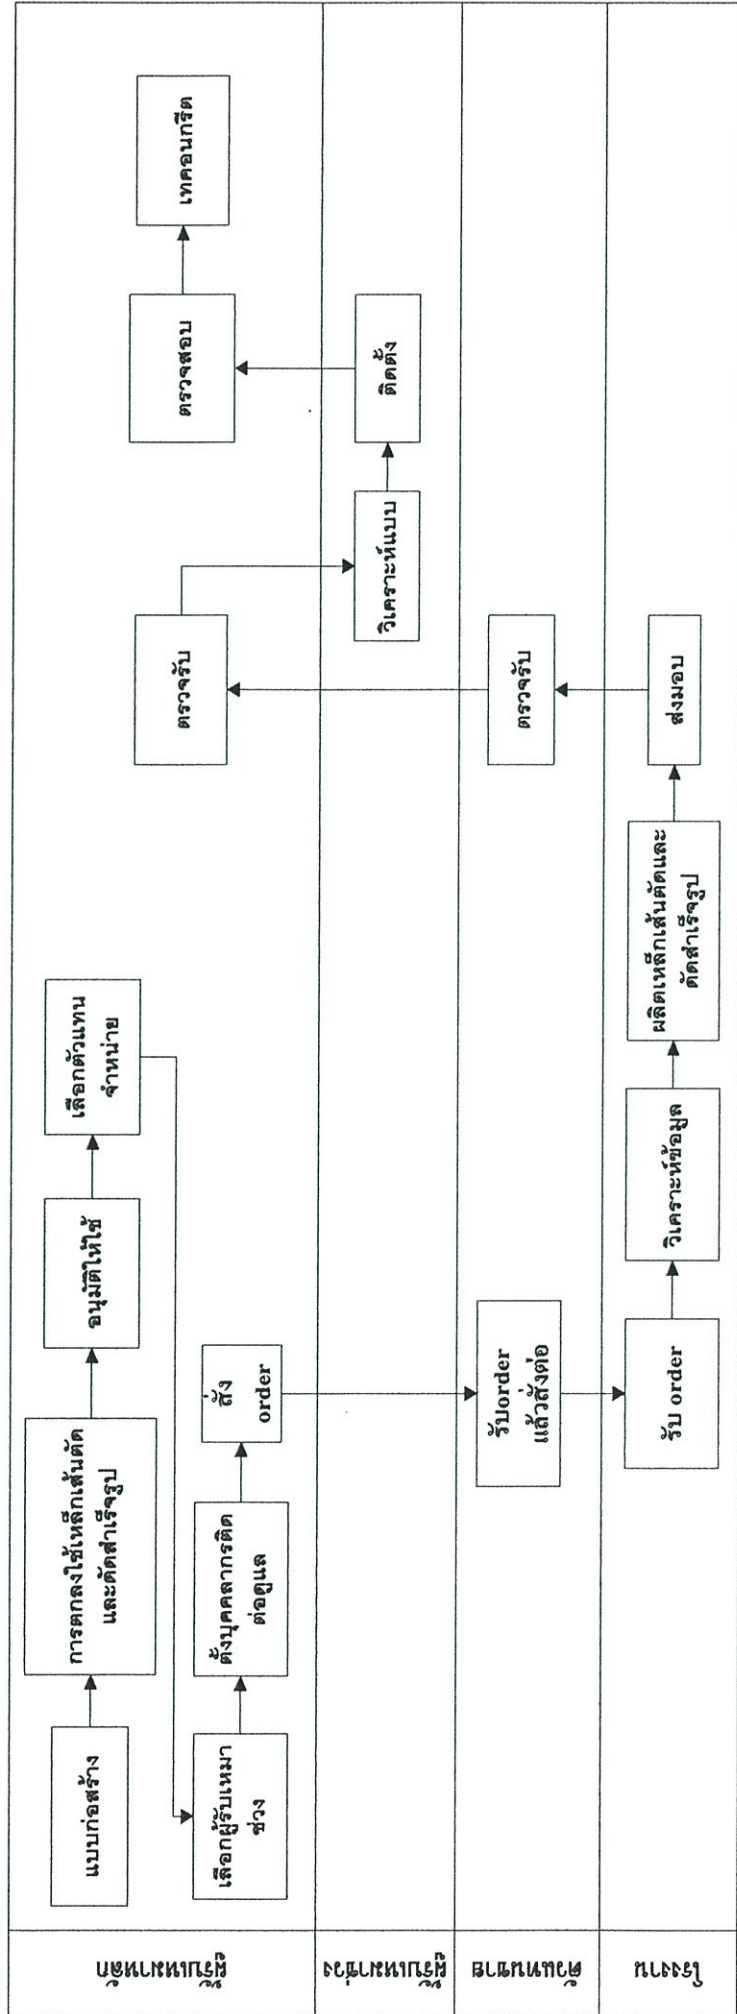 ผู้รับเหมาหลัก
แบบก่อสร้าง
การตกลงใช้เหล็กเส้นตัด
และดัดสำเร็จรูป
อนุมัติให้ใช้
เลือกตัวแทน
จำหน่าย
เลือกผู้รับเหมา
ช่วง
ตั้งบุคคลากรติด
ต่อดูแล
สั่ง
order
ตรวจรับ
ตรวจสอบ
เทคอนกรีต
ผู้รับเหมาช่วง
วิเคราะห์แบบ
ติดตั้ง
ตัวแทนขาย
รับorder
แล้วสั่งต่อ
ตรวจรับ
โรงงาน
รับ order
วิเคราะห์ข้อมูล
ผลิตเหล็กเส้นตัดและ
ดัดสำเร็จรูป
ส่งมอบ